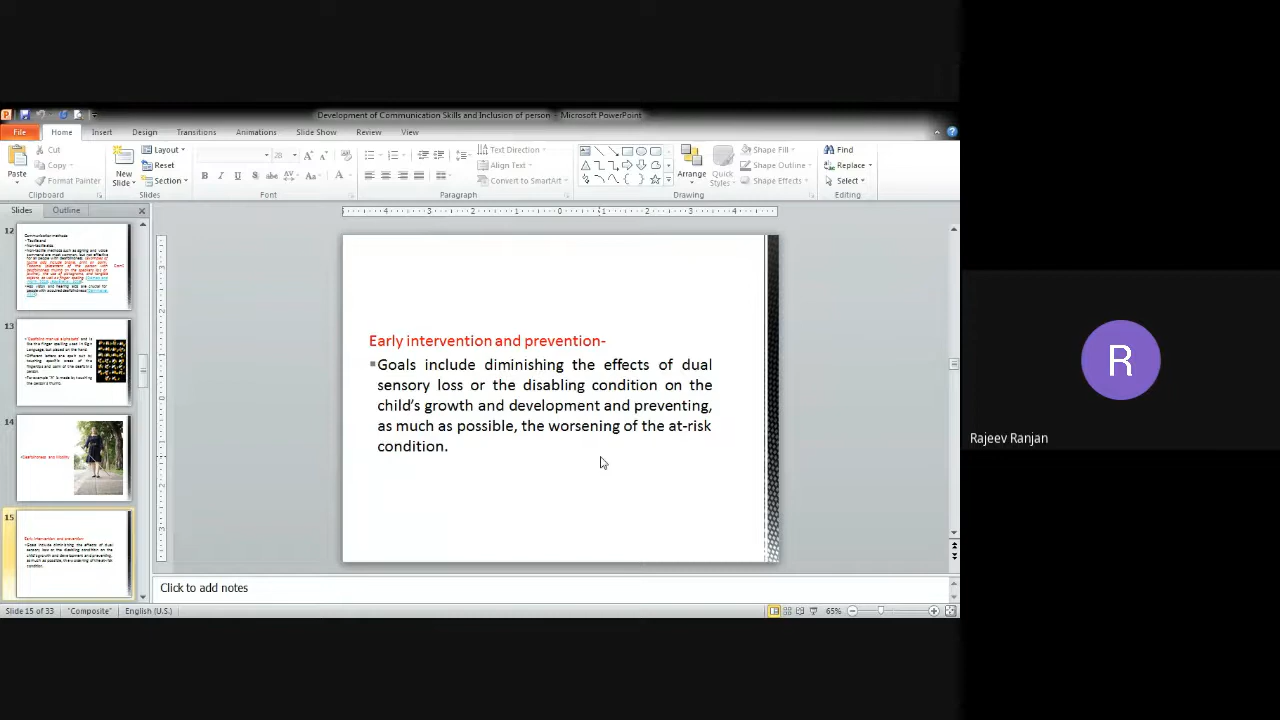 Development of Communication Skills and Inclusion of person - Microsoft PowerPoint
File Home Insert Design Transitions Animations Slide Show Review View
Cut
Copy
Format Painter
Paste
Clipboard
New
Slide
Layout
Reset
Section
Slides
28
Font
Text Direction
Align Text
Convert to SmartArt
Paragraph
Arrange
Quick
Styles
Shape Fill
Shape Outline
Shape Effects
Drawing
Find
Replace
Select
Editing
Slides Outline
12
13
14
15
Early intervention and prevention-
Goals include diminishing the effects of dual
sensory loss or the disabling condition on the
child's growth and development and preventing,
as much as possible, the worsening of the at-risk
condition.
Click to add notes
Slide 15 of 33 "Composite" English (U.S.) 65%
R
Rajeev Ranjan